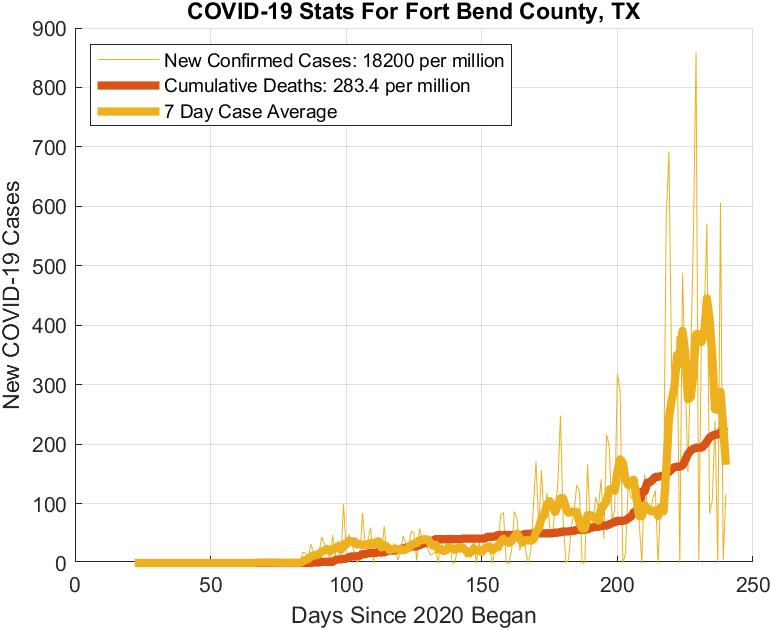 COVID-19 Stats For Fort Bend County, TX
New Confirmed Cases: 18200 per million
Cumulative Deaths: 283.4 per million
7 Day Case Average
900
800
700
600
500
400
300
200
100
0
New COVID-19 Cases
0 50 100 150 200 250
Days Since 2020 Began